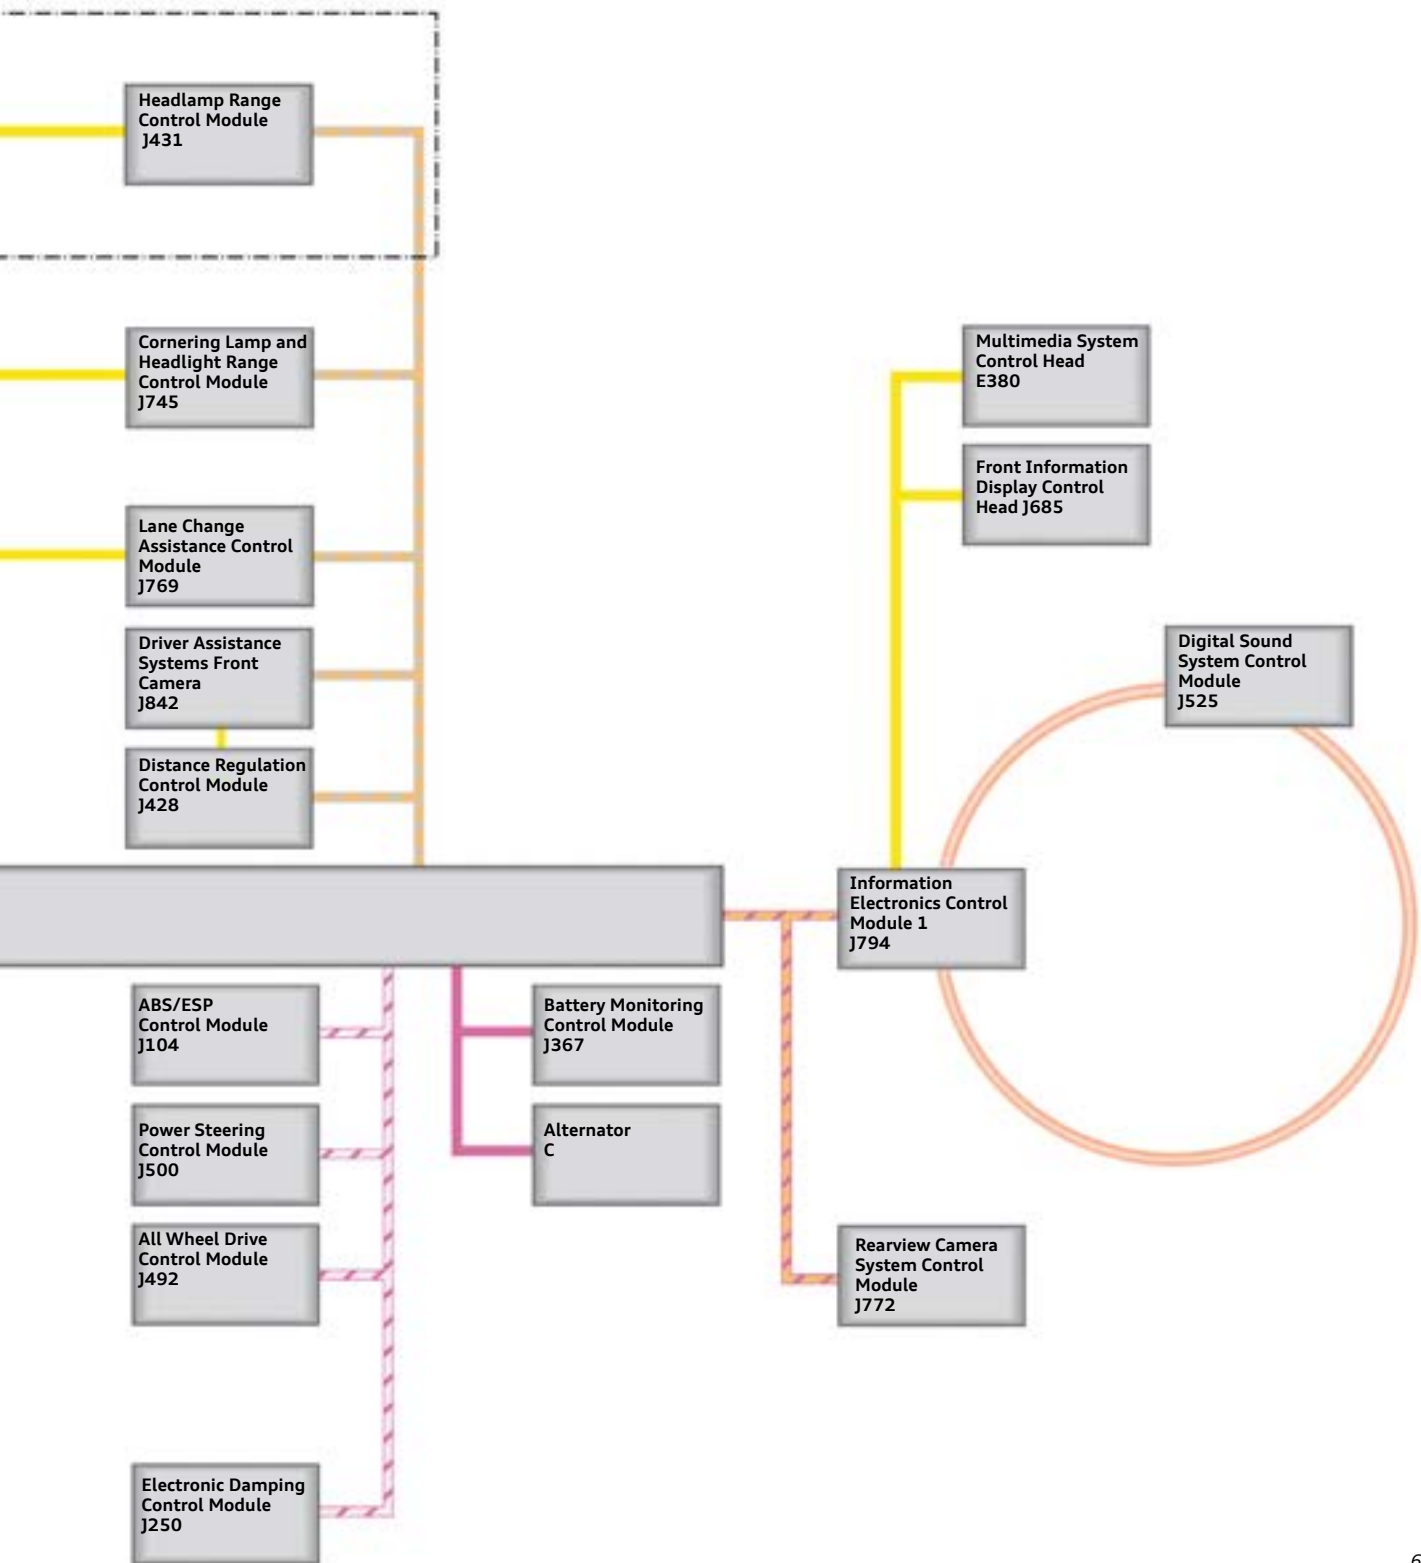 Headlamp Range
Control Module
J431
Cornering Lamp and
Headlight Range
Control Module
J745
Lane Change
Assistance Control
Module
J769
Driver Assistance
Systems Front
Camera
J842
Distance Regulation
Control Module
J428
Multimedia System
Control Head
E380
Front Information
Display Control
Head J685
Digital Sound
System Control
Module
J525
Information
Electronics Control
Module 1
J794
ABS/ESP
Control Module
J104
Power Steering
Control Module
J500
All Wheel Drive
Control Module
J492
Electronic Damping
Control Module
J250
Battery Monitoring
Control Module
J367
Alternator
C
Rearview Camera
System Control
Module
J772